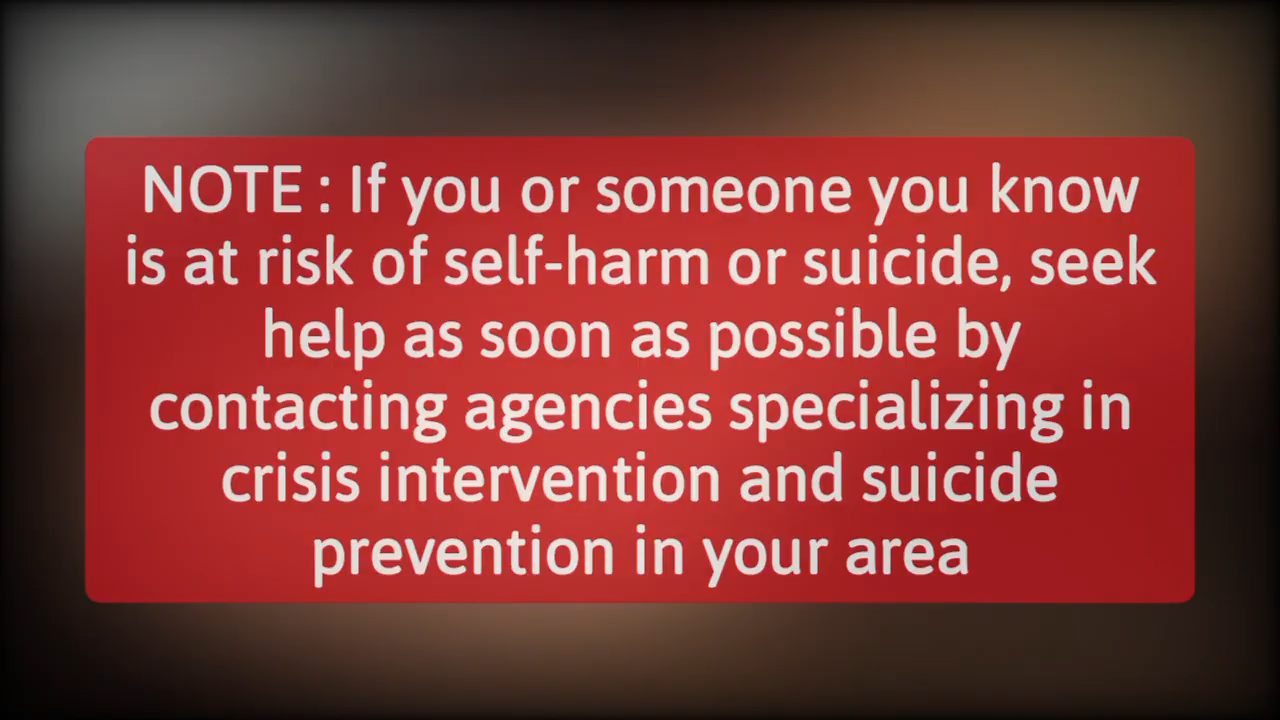 NOTE : If you or someone you know
is at risk of self-harm or suicide, seek
help as soon as possible by
contacting agencies specializing in
crisis intervention and suicide
prevention in your area